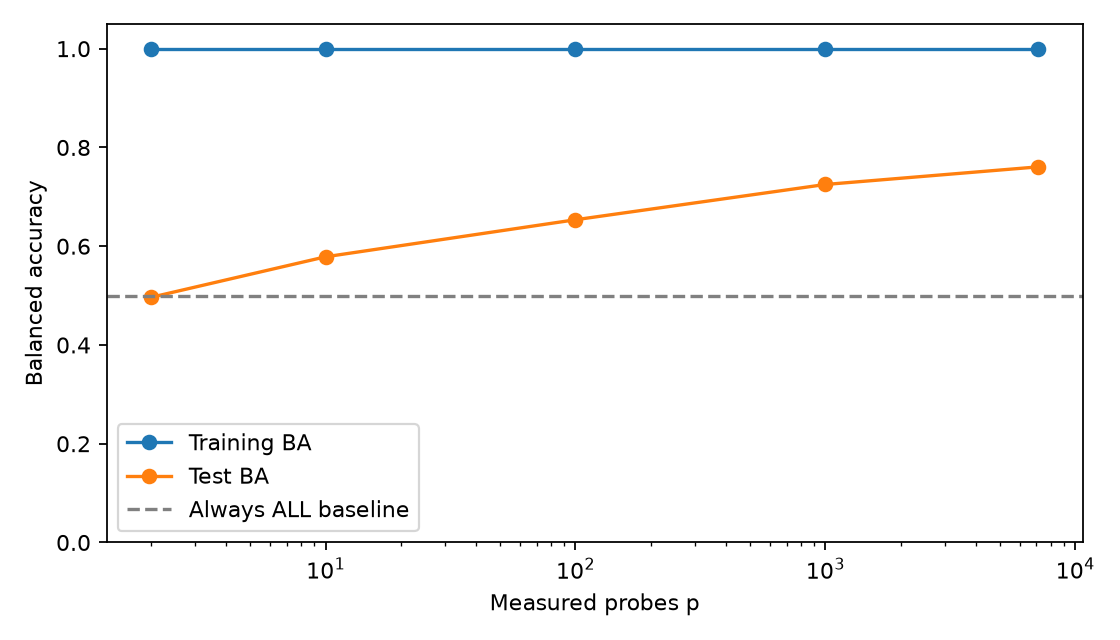 1.0
0.8
0.6
0.4
0.2
0.0
Balanced accuracy
Training BA
Test BA
Always ALL baseline
10¹ 10² 10³ 10⁴
Measured probes p